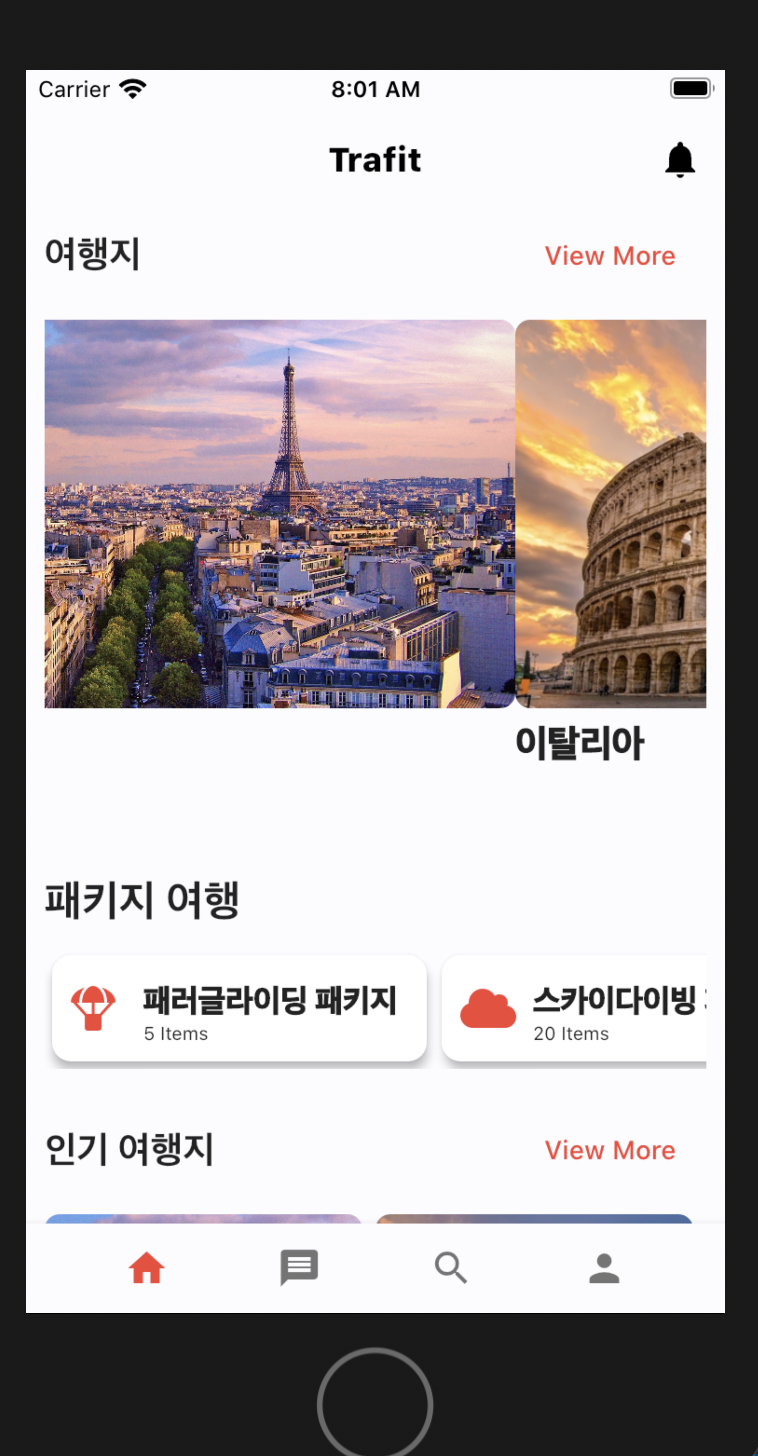 Carrier
8:01 AM
Trafit
여행지
View More
이탈리아
패키지 여행
패러글라이딩 패키지
5 Items
스카이다이빙
20 Items
인기 여행지
View More